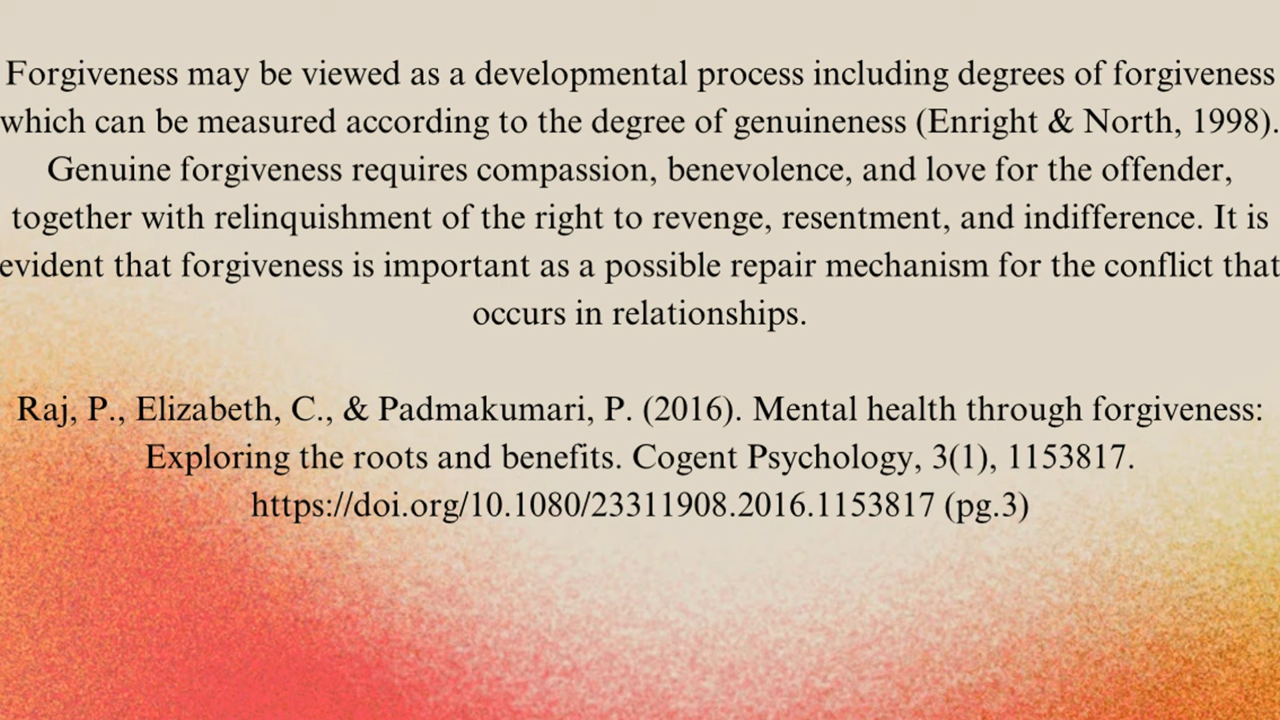 Forgiveness may be viewed as a developmental process including degrees of forgiveness
which can be measured according to the degree of genuineness (Enright & North, 1998).
Genuine forgiveness requires compassion, benevolence, and love for the offender,
together with relinquishment of the right to revenge, resentment, and indifference. It is
evident that forgiveness is important as a possible repair mechanism for the conflict that
occurs in relationships.
Raj, P., Elizabeth, C., & Padmakumari, P. (2016). Mental health through forgiveness:
Exploring the roots and benefits. Cogent Psychology, 3(1), 1153817.
https://doi.org/10.1080/23311908.2016.1153817 (pg.3)